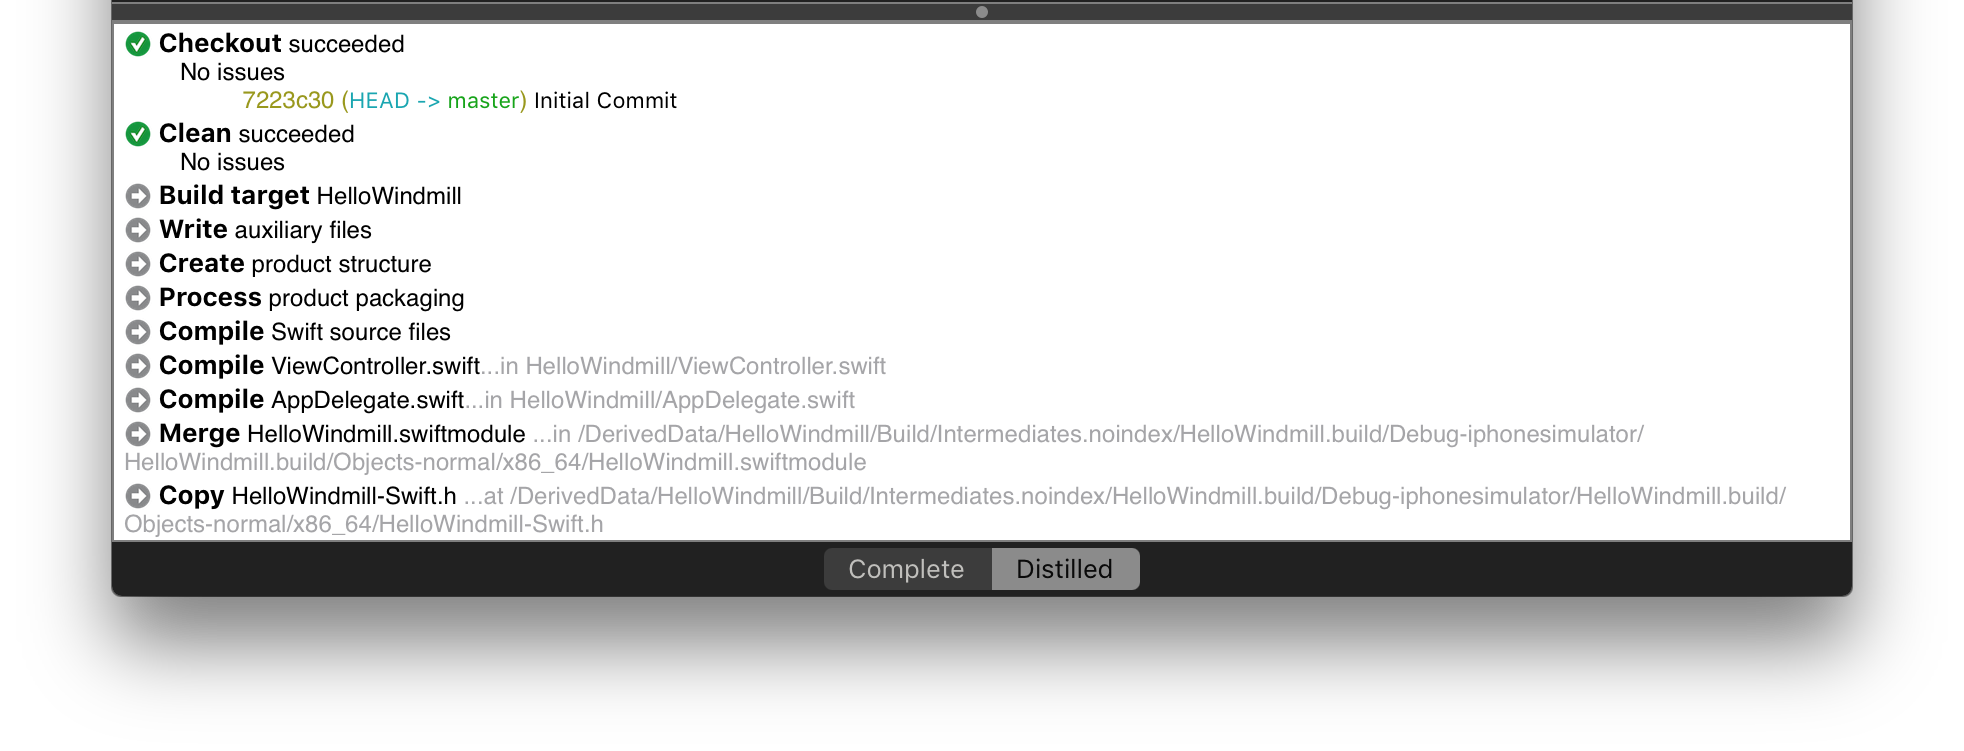 Checkout succeeded
No issues
7223c30 (HEAD -> master) Initial Commit
Clean succeeded
No issues
Build target HelloWindmill
Write auxiliary files
Create product structure
Process product packaging
Compile Swift source files
Compile ViewController.swift...in HelloWindmill/ViewController.swift
Compile AppDelegate.swift...in HelloWindmill/AppDelegate.swift
Merge HelloWindmill.swiftmodule ...in /DerivedData/HelloWindmill/Build/Intermediates.noindex/HelloWindmill.build/Debug-iphonesimulator/
HelloWindmill.build/Objects-normal/x86_64/HelloWindmill.swiftmodule
Copy HelloWindmill-Swift.h ...at /DerivedData/HelloWindmill/Build/Intermediates.noindex/HelloWindmill.build/Debug-iphonesimulator/HelloWindmill.build/
Objects-normal/x86_64/HelloWindmill-Swift.h
Complete Distilled